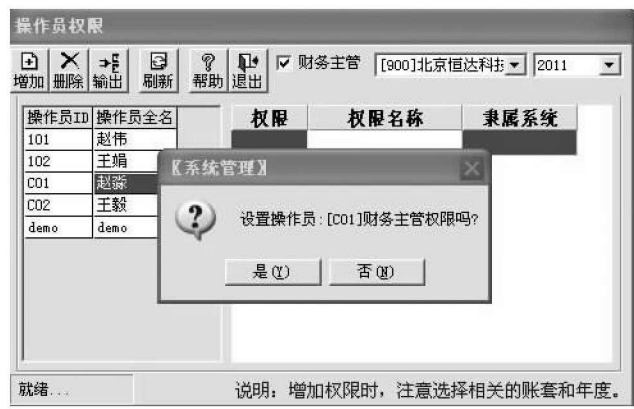 操作员权限
增加 删除 输出 刷新 帮助 退出 财务主管 [900]北京恒达科技 2011
操作员ID 操作员全名 权限 权限名称 隶属系统
101 赵伟
102 王娟
C01
C02 王毅
demo demo
【系统管理】
设置操作员:[C01]财务主管权限吗?
是(Y) 否(N)
就绪... 说明：增加权限时，注意选择相关的账套和年度。